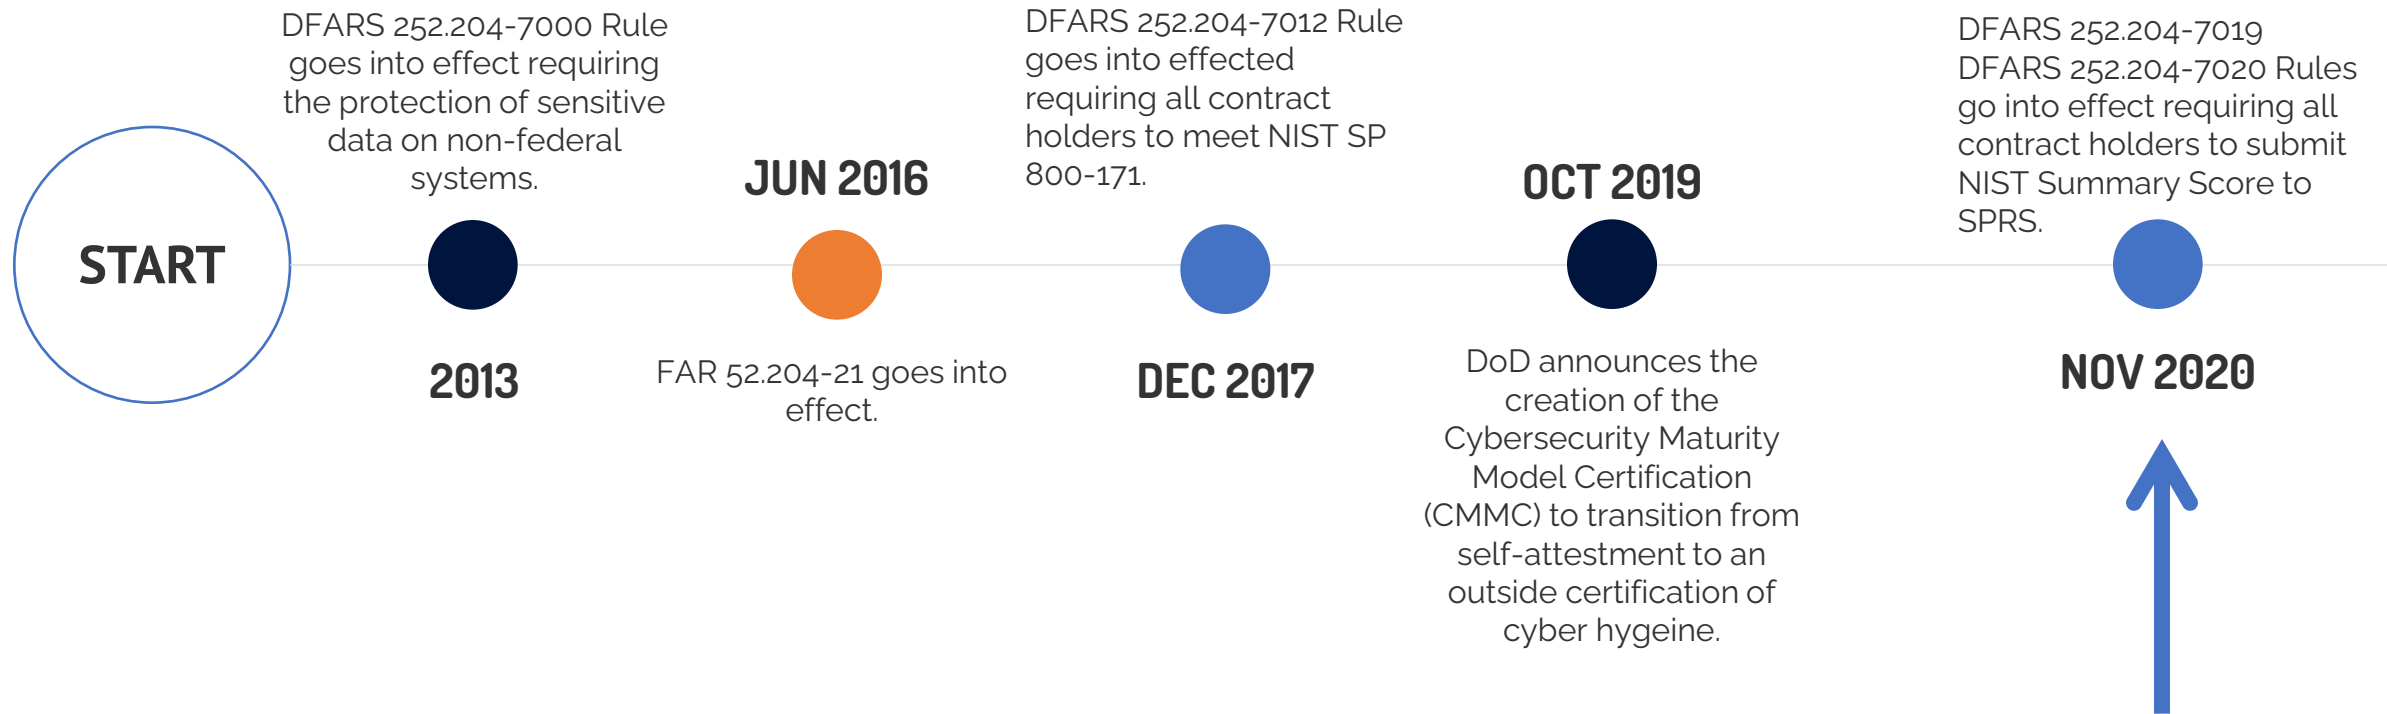 START
DFARS 252.204-7000 Rule
goes into effect requiring
the protection of sensitive
data on non-federal
systems.
2013
JUN 2016
FAR 52.204-21 goes into
effect.
DFARS 252.204-7012 Rule
goes into effected
requiring all contract
holders to meet NIST SP
800-171.
DEC 2017
OCT 2019
DoD announces the
creation of the
Cybersecurity Maturity
Model Certification
(CMMC) to transition from
self-attestment to an
outside certification of
cyber hygeine.
DFARS 252.204-7019
DFARS 252.204-7020 Rules
go into effect requiring all
contract holders to submit
NIST Summary Score to
SPRS.
NOV 2020